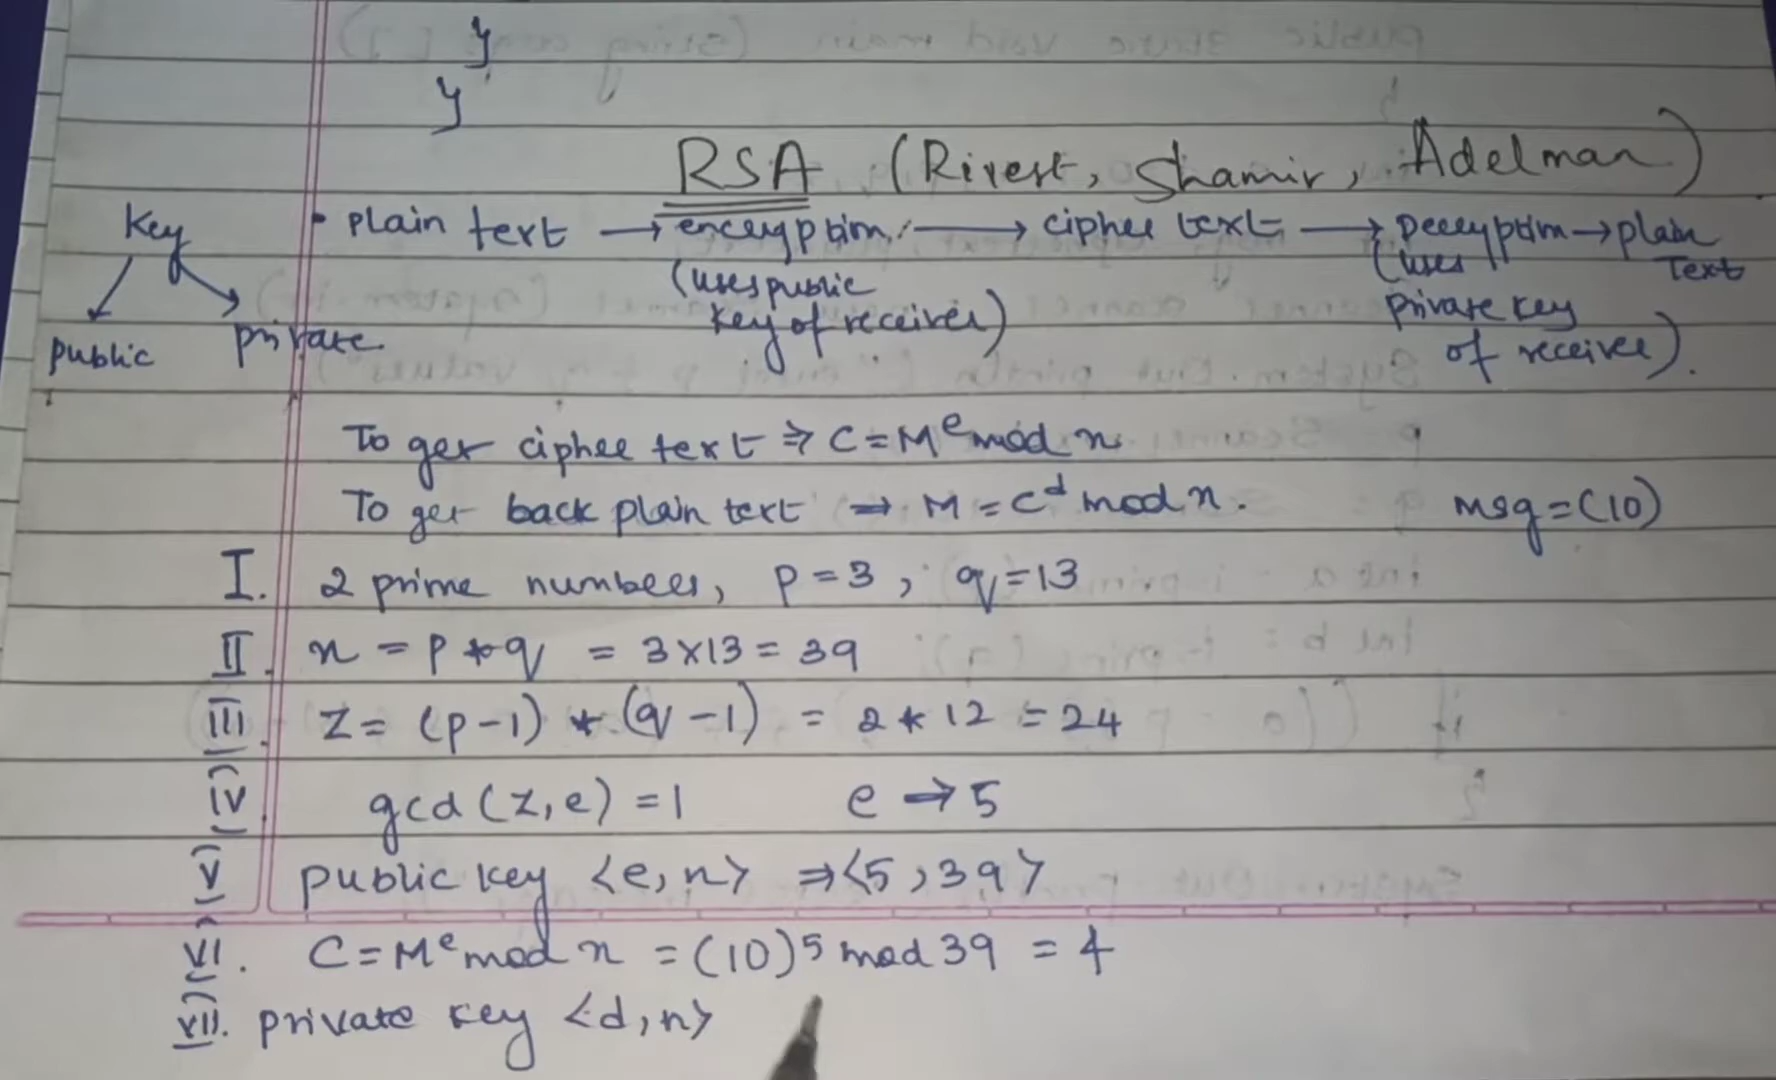 y
y
RSA (Rivest, Shamir, Adelman)
Key
public
private
• plain text → encryption → cipher text → Decryption → plain Text
(uses public key of receiver)
(uses private key of receiver).
To get cipher text ⇒ C = M^e mod n
To get back plain text ⇒ M = C^d mod n.
msg = (10)
I. 2 prime numbers, p = 3, q = 13
II. n = p * q = 3 x 13 = 39
III. Z = (p-1) * (q-1) = 2 * 12 = 24
IV gcd(z, e) = 1 e → 5
V public key <e, n> ⇒ <5, 39>
VI. C = M^e mod n = (10)^5 mod 39 = 4
VII. private key <d, n>